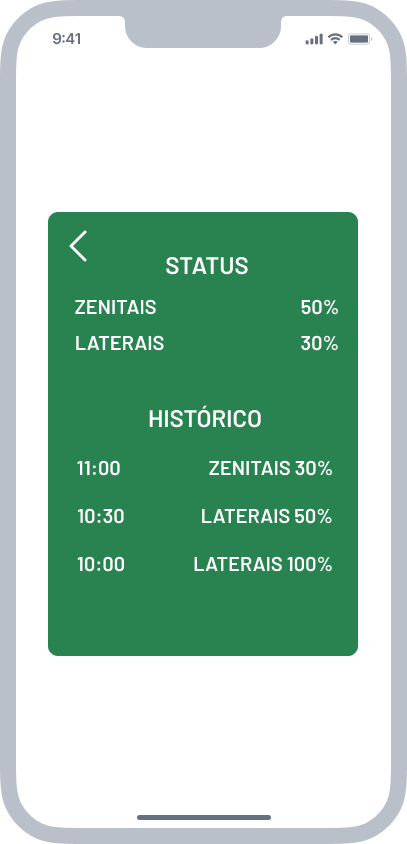 9:41
STATUS
ZENITAIS 50%
LATERAIS 30%
HISTÓRICO
11:00 ZENITAIS 30%
10:30 LATERAIS 50%
10:00 LATERAIS 100%